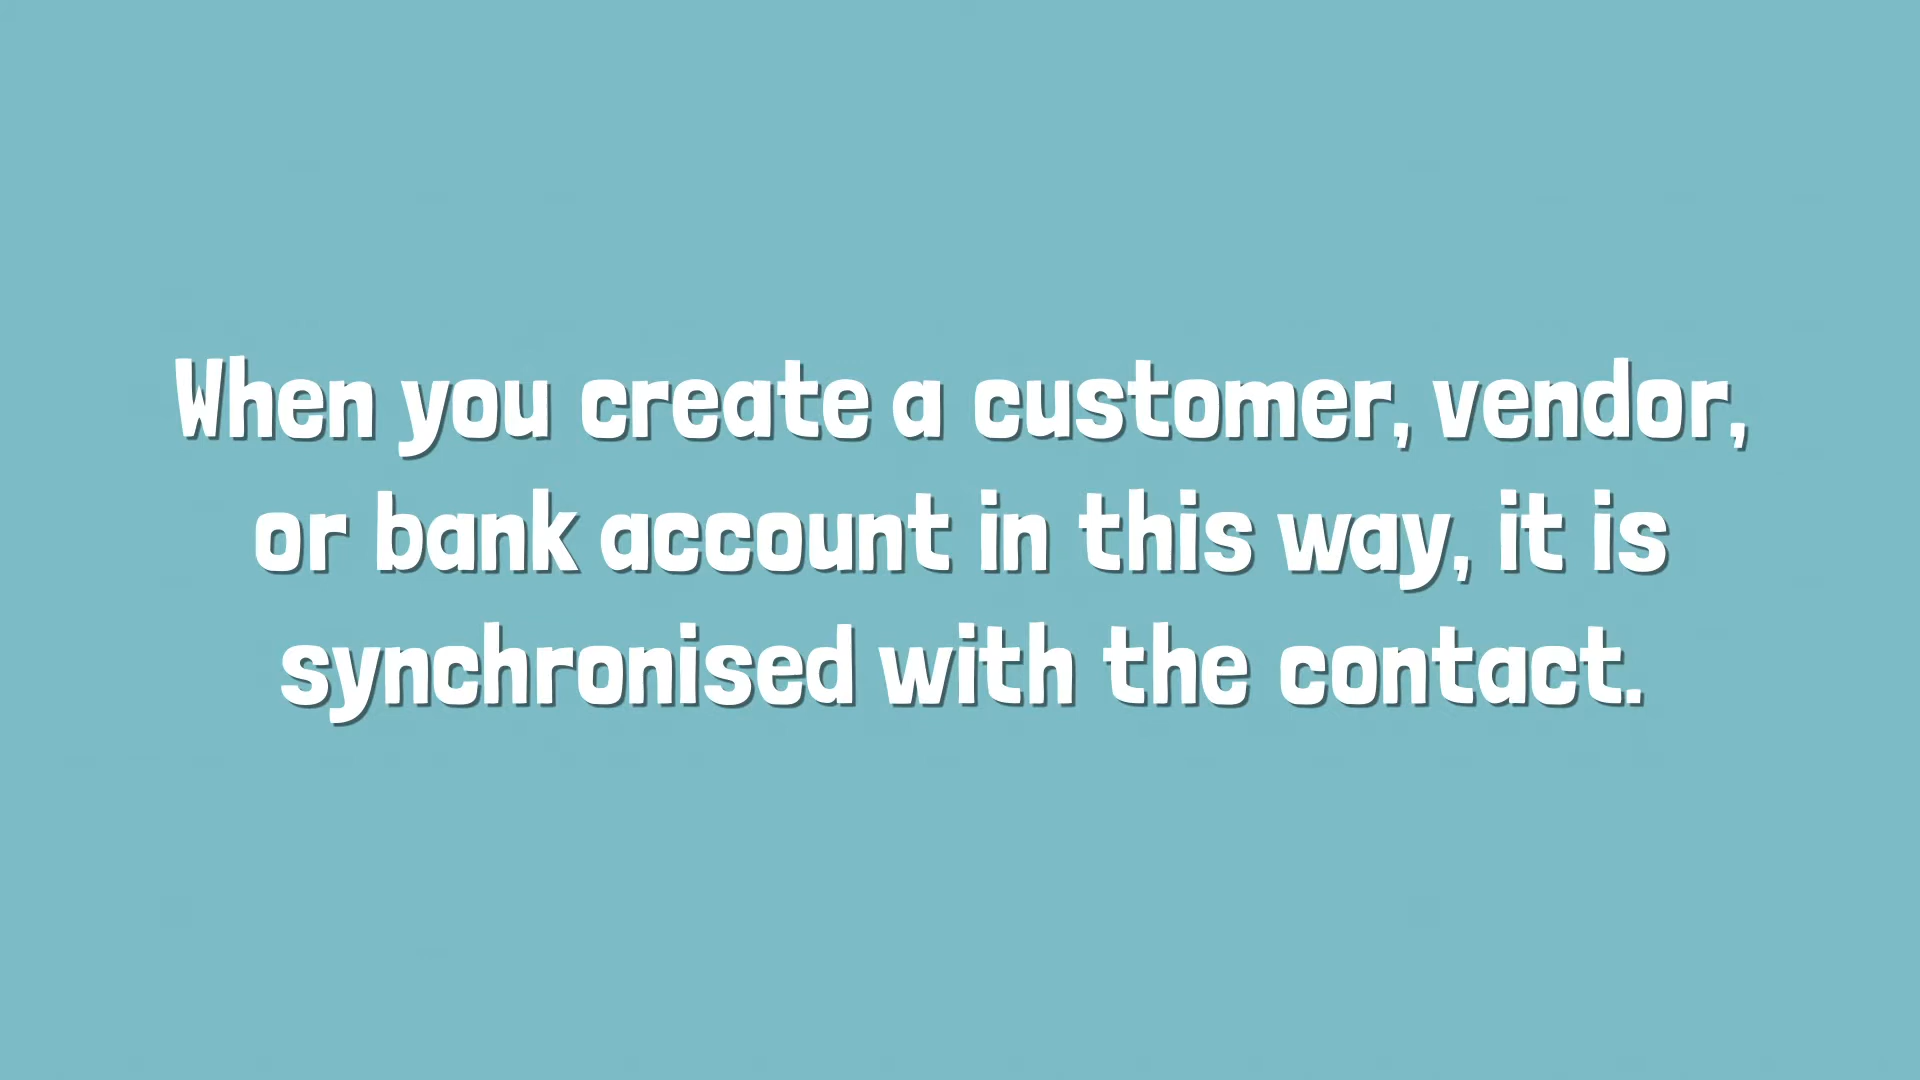 When you create a customer, vendor,
or bank account in this way, it is
synchronised with the contact.